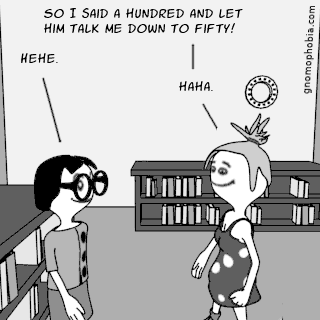 SO I SAID A HUNDRED AND LET
HIM TALK ME DOWN TO FIFTY!
HEHE.
HAHA.
gnomophobia.com